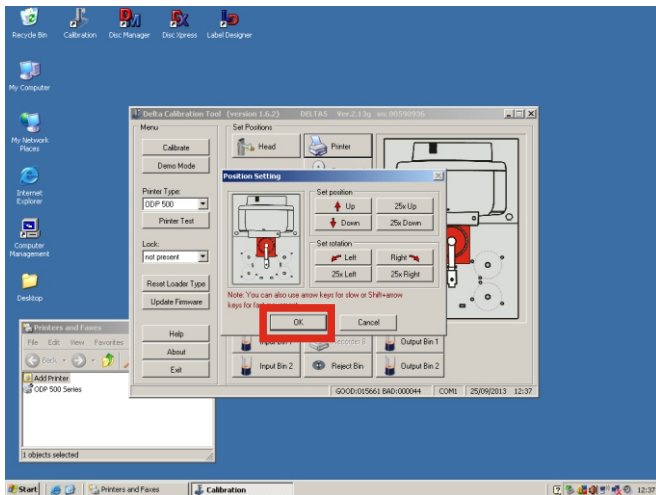 Recycle Bin
Calibration
Disc Manager
Disc Xpress
Label Designer
My Computer
My Network
Places
Internet
Explorer
Computer
Management
Desktop
Delta Calibration Tool (version 1.6.2) DELTA5 Ver.2.13g sn:00590936
Menu
Calibrate
Demo Mode
Printer Type:
ODP 500
Printer Test
Lock:
not present
Reset Loader Type
Update Firmware
Help
About
Exit
Set Positions
Head
Printer
Position Setting
Set position
Up
25x Up
Down
25x Down
Set rotation
Left
Right
25x Left
25x Right
Note: You can also use arrow keys for slow or Shift+arrow
OK
Cancel
Input Bin 1
Output Bin 1
Input Bin 2
Reject Bin
Output Bin 2
GOOD:015661 BAD:000044
COM1
25/09/2013
12:37
Printers and Faxes
File Edit View Favorites
Back
Add Printer
ODP 500 Series
1 objects selected
Start
Printers and Faxes
Calibration
12:37